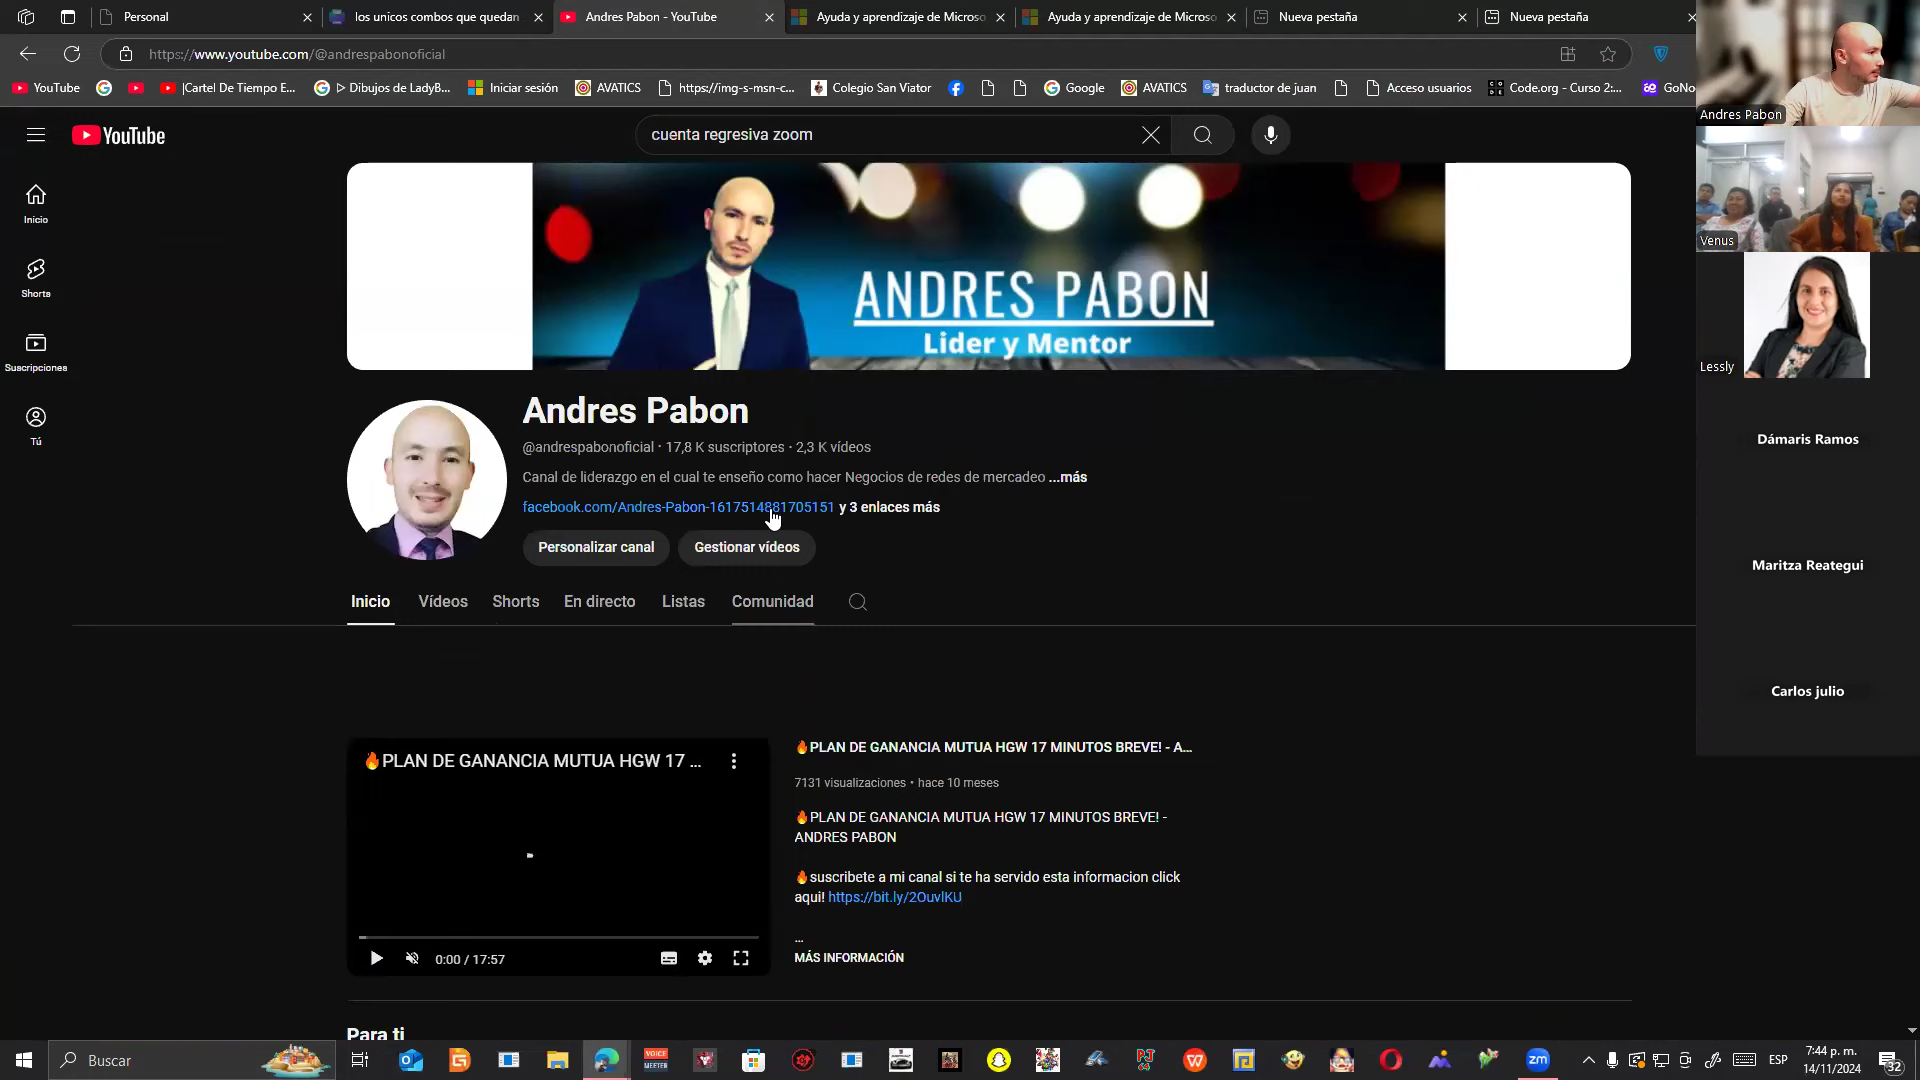 Personal
los unicos combos que quedan
Andres Pabon - YouTube
Ayuda y aprendizaje de Microso
Ayuda y aprendizaje de Microso
Nueva pestaña
Nueva pestaña
https://www.youtube.com/@andrespabonoficial
YouTube
|Cartel De Tiempo E...
Dibujos de LadyB...
Iniciar sesión
AVATICS
https://img-s-msn-c...
Colegio San Viator
Google
AVATICS
traductor de juan
Acceso usuarios
Code.org - Curso 2:...
GoNo
YouTube
cuenta regresiva zoom
Inicio
Shorts
Suscripciones
Tú
ANDRES PABON
Lider y Mentor
Andres Pabon
@andrespabonoficial • 17,8 K suscriptores • 2,3 K vídeos
Canal de liderazgo en el cual te enseño como hacer Negocios de redes de mercadeo ...más
facebook.com/Andres-Pabon-1617514881705151 y 3 enlaces más
Personalizar canal
Gestionar vídeos
Inicio
Vídeos
Shorts
En directo
Listas
Comunidad
🔥PLAN DE GANANCIA MUTUA HGW 17 ...
0:00 / 17:57
🔥PLAN DE GANANCIA MUTUA HGW 17 MINUTOS BREVE! - A...
7131 visualizaciones • hace 10 meses
🔥PLAN DE GANANCIA MUTUA HGW 17 MINUTOS BREVE! -
ANDRES PABON
🔥suscribete a mi canal si te ha servido esta informacion click
aqui! https://bit.ly/2OuvlKU
...
MÁS INFORMACIÓN
Para ti
Andres Pabon
Venus
Lessly
Dámaris Ramos
Maritza Reategui
Carlos julio
Buscar
VOICE
MEETER
zm
ESP
7:44 p. m.
14/11/2024
32